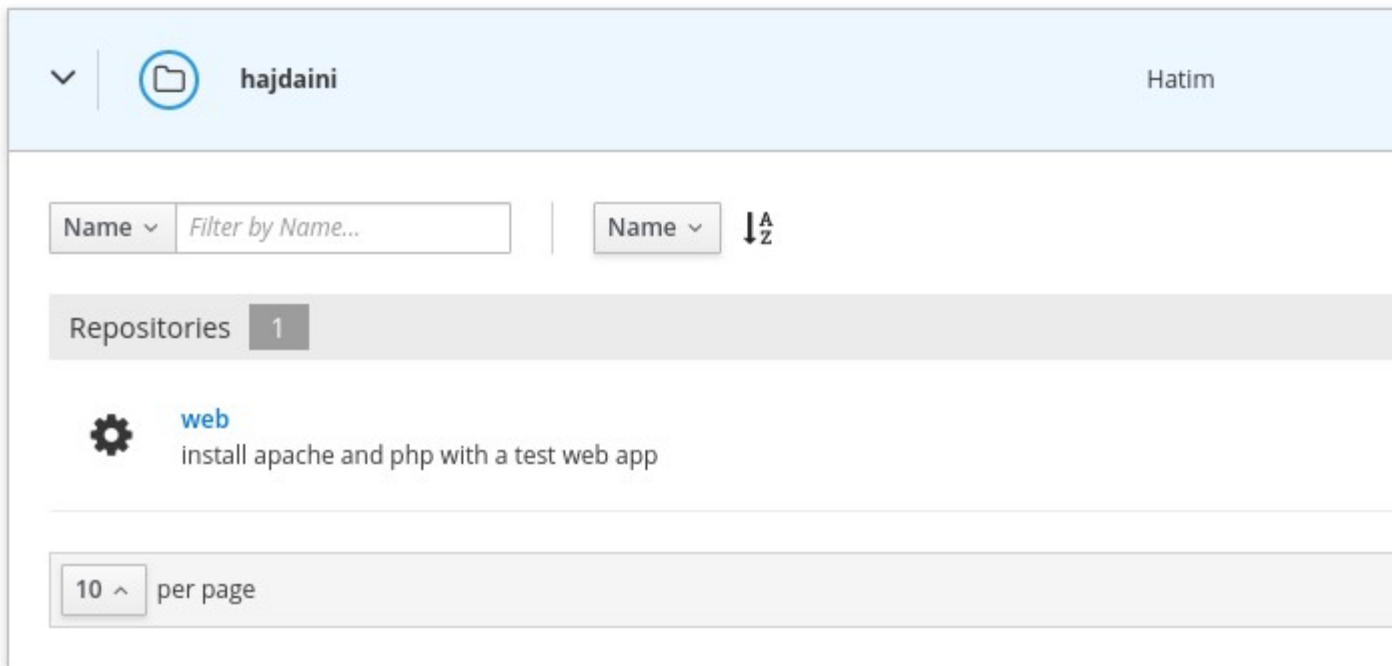 hajdaini Hatim
Name Filter by Name... Name A Z
Repositories 1
web
install apache and php with a test web app
10 per page